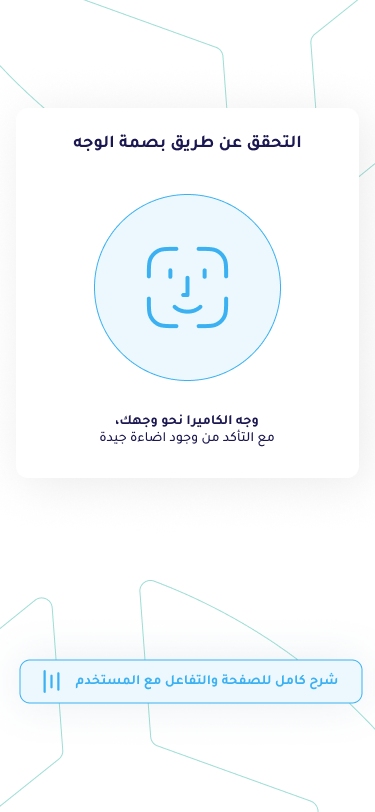 التحقق عن طريق بصمة الوجه
وجه الكاميرا نحو وجهك،
مع التأكد من وجود اضاءة جيدة
شرح كامل للصفحة والتفاعل مع المستخدم